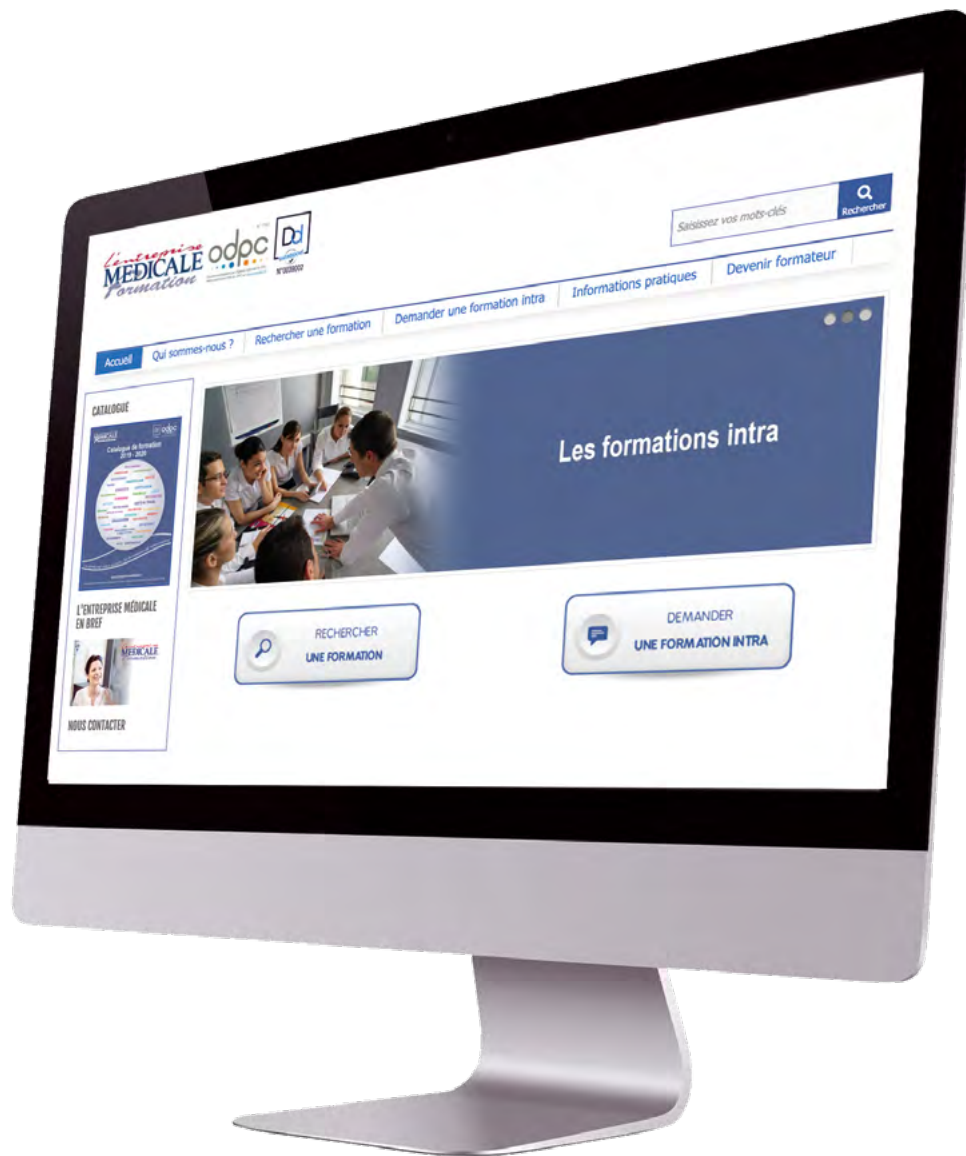 L'entreprise
MÉDICALE
Formation
odpc
Dd
N°0039002
Saisissez vos mots-clés
Rechercher
Accueil
Qui sommes-nous ?
Rechercher une formation
Demander une formation intra
Informations pratiques
Devenir formateur
CATALOGUE
MÉDICALE
odpc
Catalogue de formation
2019 - 2020
L'ENTREPRISE MÉDICALE
EN BREF
MÉDICALE
NOUS CONTACTER
Les formations intra
RECHERCHER
UNE FORMATION
DEMANDER
UNE FORMATION INTRA